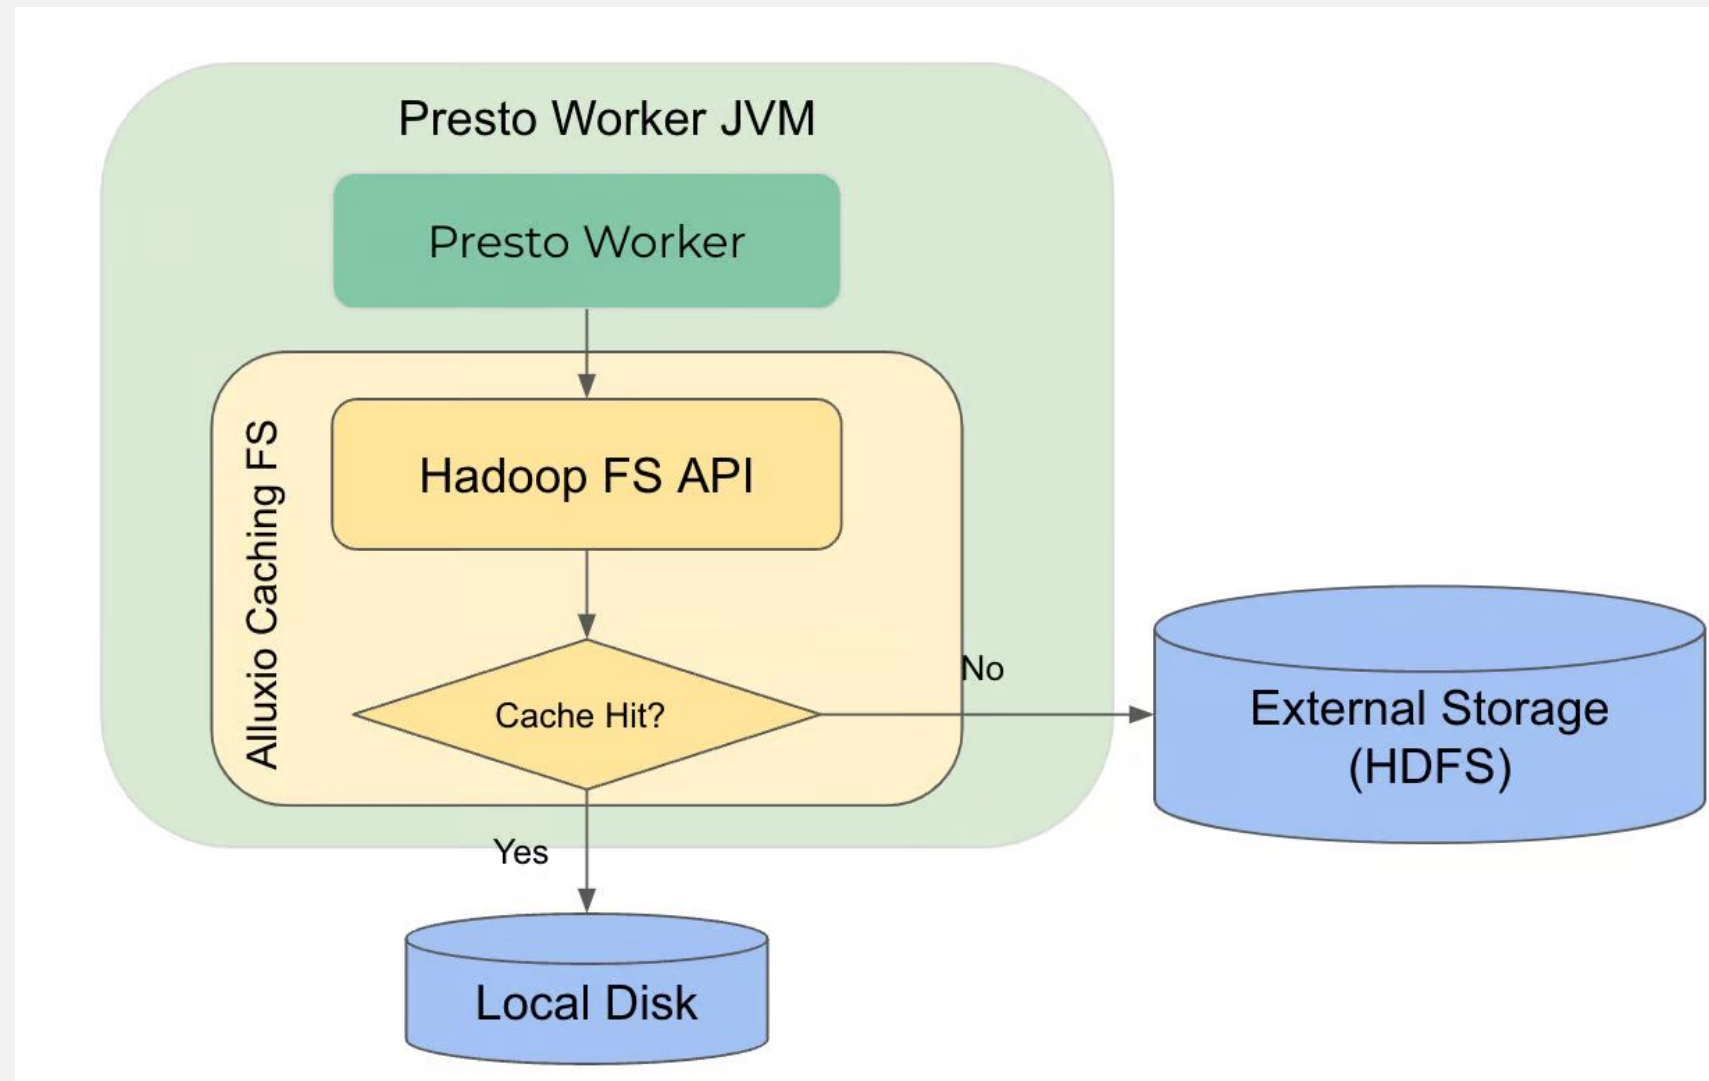 Presto Worker JVM
Presto Worker
Alluxio Caching FS
Hadoop FS API
Cache Hit?
No
External Storage
(HDFS)
Yes
Local Disk